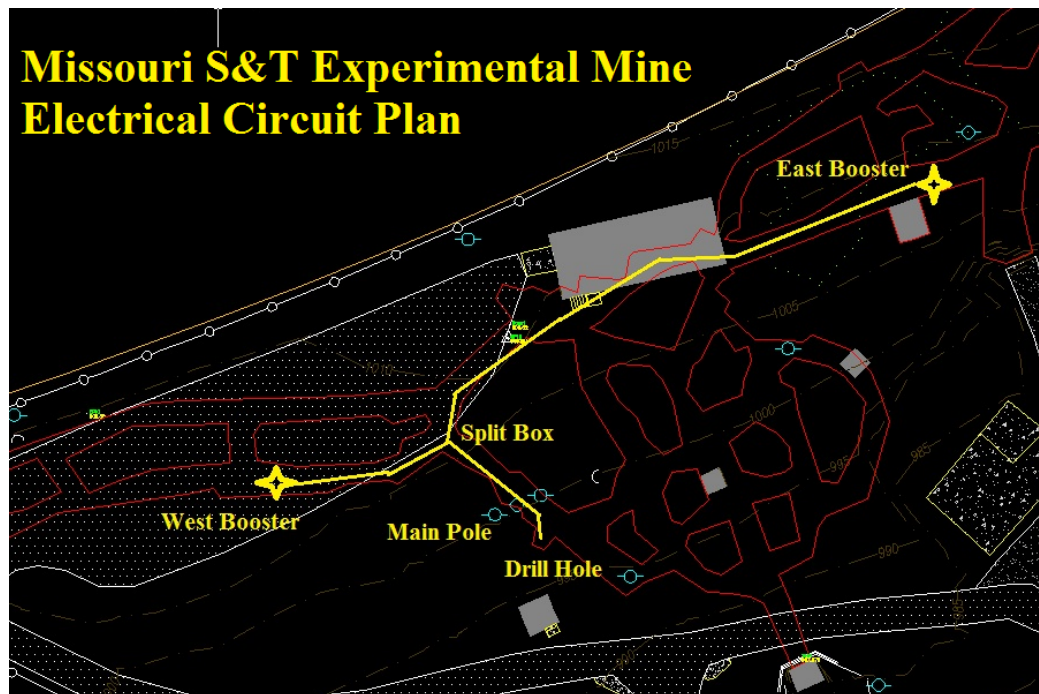 Missouri S&T Experimental Mine
Electrical Circuit Plan
1015
East Booster
1005
1010
1000
Split Box
995
985
West Booster
Main Pole
990
Drill Hole